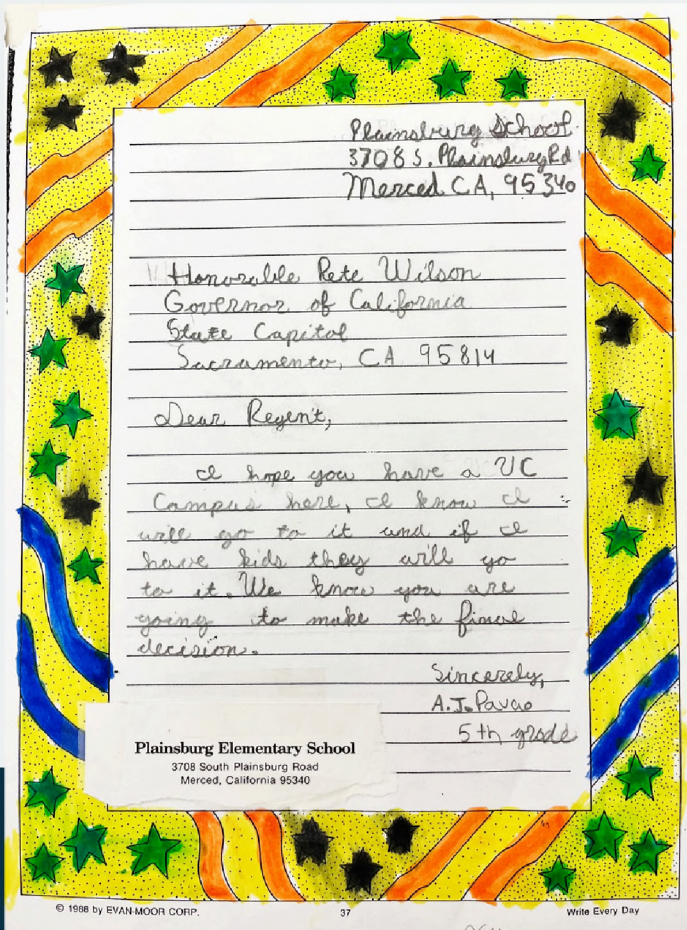 Plainsburg School
3708 S. Plainsburg Rd
Merced CA, 95340
Honorable Pete Wilson
Governor of California
State Capitol
Sacramento, CA 95814
Dear Regent,
I hope you have a UC
Campus here, I know I
will go to it and if I
have kids they will go
to it. We know you are
going to make the final
decision.
Sincerely,
A.J. Pavao
5th grade
Plainsburg Elementary School
3708 South Plainsburg Road
Merced, California 95340
© 1988 by EVAN-MOOR CORP.
37
Write Every Day